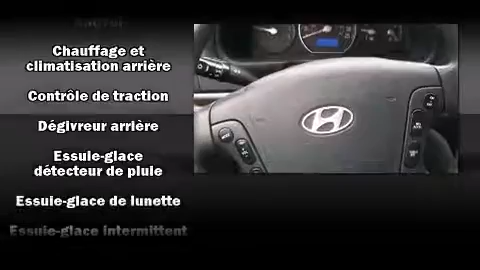 Chauffage et
climatisation arrière
Contrôle de traction
Dégivreur arrière
Essuie-glace
détecteur de pluie
Essuie-glace de lunette
Essuie-glace intermittent